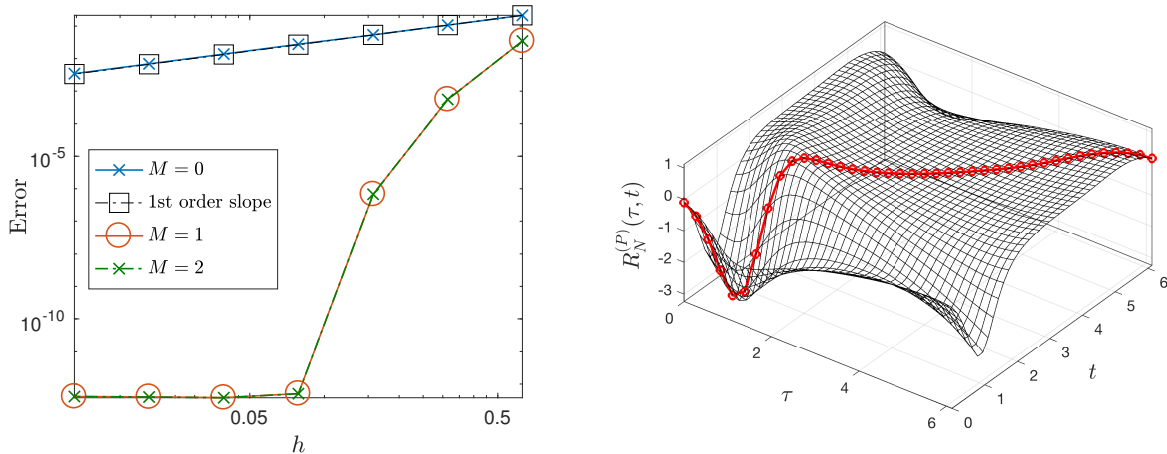 10^{-5}
10^{-10}
Error
M = 0
1st order slope
M = 1
M = 2
0.05
0.5
h
1
0
-1
-2
-3
R_N^{(P)}(τ, t)
0
2
4
6
τ
0
1
2
3
4
5
6
t